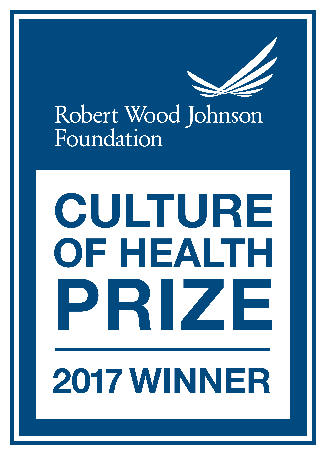 Robert Wood Johnson
Foundation
CULTURE
OF HEALTH
PRIZE
2017 WINNER